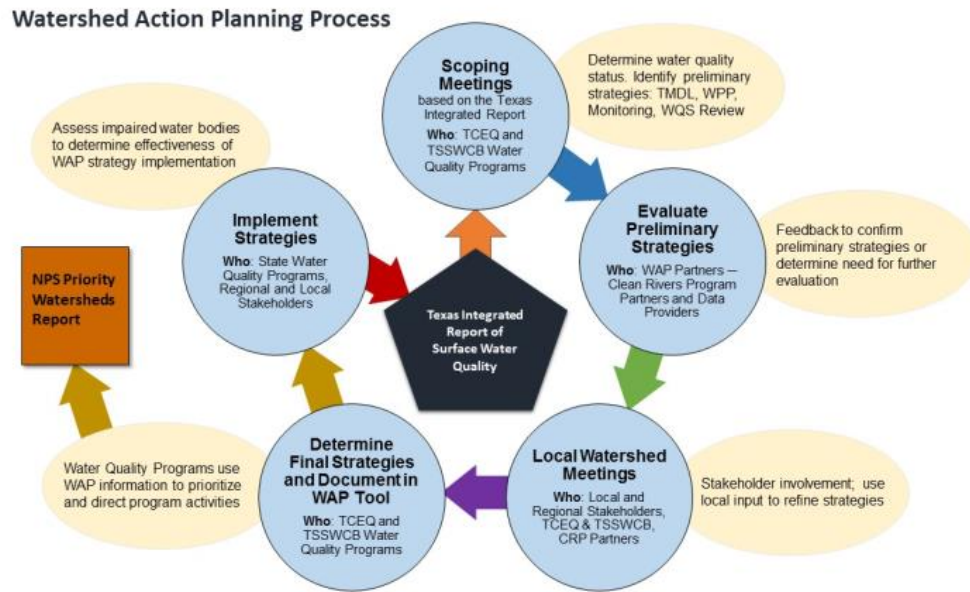 Watershed Action Planning Process
Scoping
Meetings
based on the Texas
Integrated Report
Who: TCEQ and
TSSWCB Water
Quality Programs
Determine water quality
status. Identify preliminary
strategies: TMDL, WPP,
Monitoring, WQS Review
Evaluate
Preliminary
Strategies
Who: WAP Partners —
Clean Rivers Program
Partners and Data
Providers
Feedback to confirm
preliminary strategies or
determine need for further
evaluation
Local Watershed
Meetings
Who: Local and
Regional Stakeholders,
TCEQ & TSSWCB,
CRP Partners
Stakeholder involvement; use
local input to refine strategies
Determine
Final Strategies
and Document in
WAP Tool
Who: TCEQ and
TSSWCB Water
Quality Programs
Water Quality Programs use
WAP information to prioritize
and direct program activities
NPS Priority
Watersheds
Report
Implement
Strategies
Who: State Water
Quality Programs,
Regional and Local
Stakeholders
Assess impaired water bodies
to determine effectiveness of
WAP strategy implementation
Texas Integrated
Report of
Surface Water
Quality